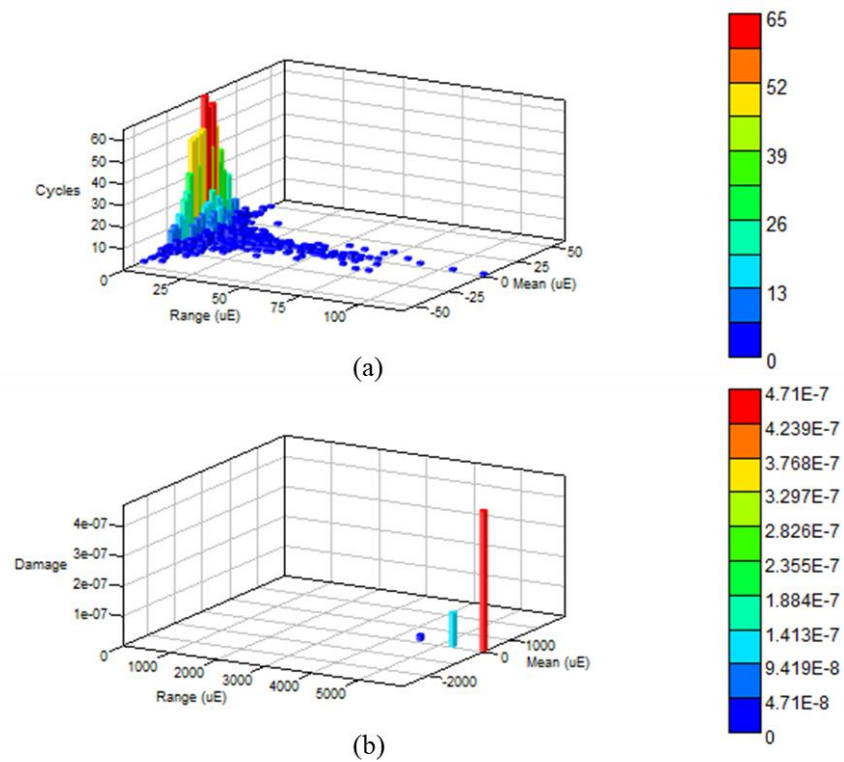 65
60
50
52
Cycles
40
39
30
20
26
10
0
50
25
25
0
Mean (uE)
13
50
-25
Range (uE)
75
100
-50
0
(a)
4.71E-7
4.239E-7
3.768E-7
4e-07
3.297E-7
3e-07
2.826E-7
Damage
2e-07
2.355E-7
1e-07
1.884E-7
0
1000
1.413E-7
1000
0
Mean (uE)
2000
9.419E-8
3000
-2000
Range (uE)
4000
5000
4.71E-8
0
(b)